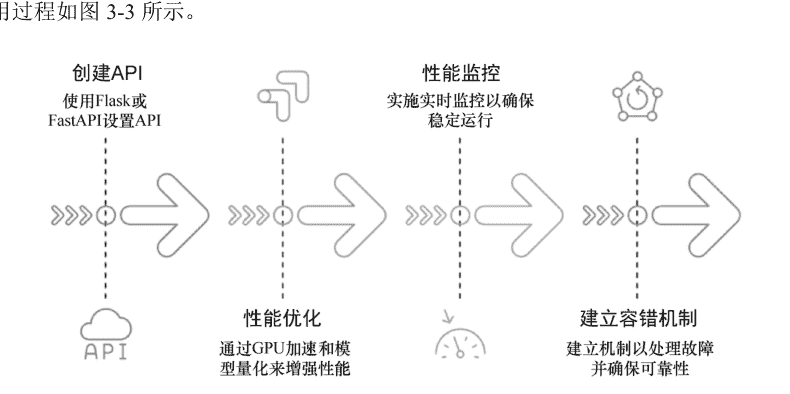 用过程如图 3-3 所示。
创建API
使用Flask或
FastAPI设置API
性能监控
实施实时监控以确保
稳定运行
API
性能优化
通过GPU加速和模
型量化来增强性能
建立容错机制
建立机制以处理故障
并确保可靠性